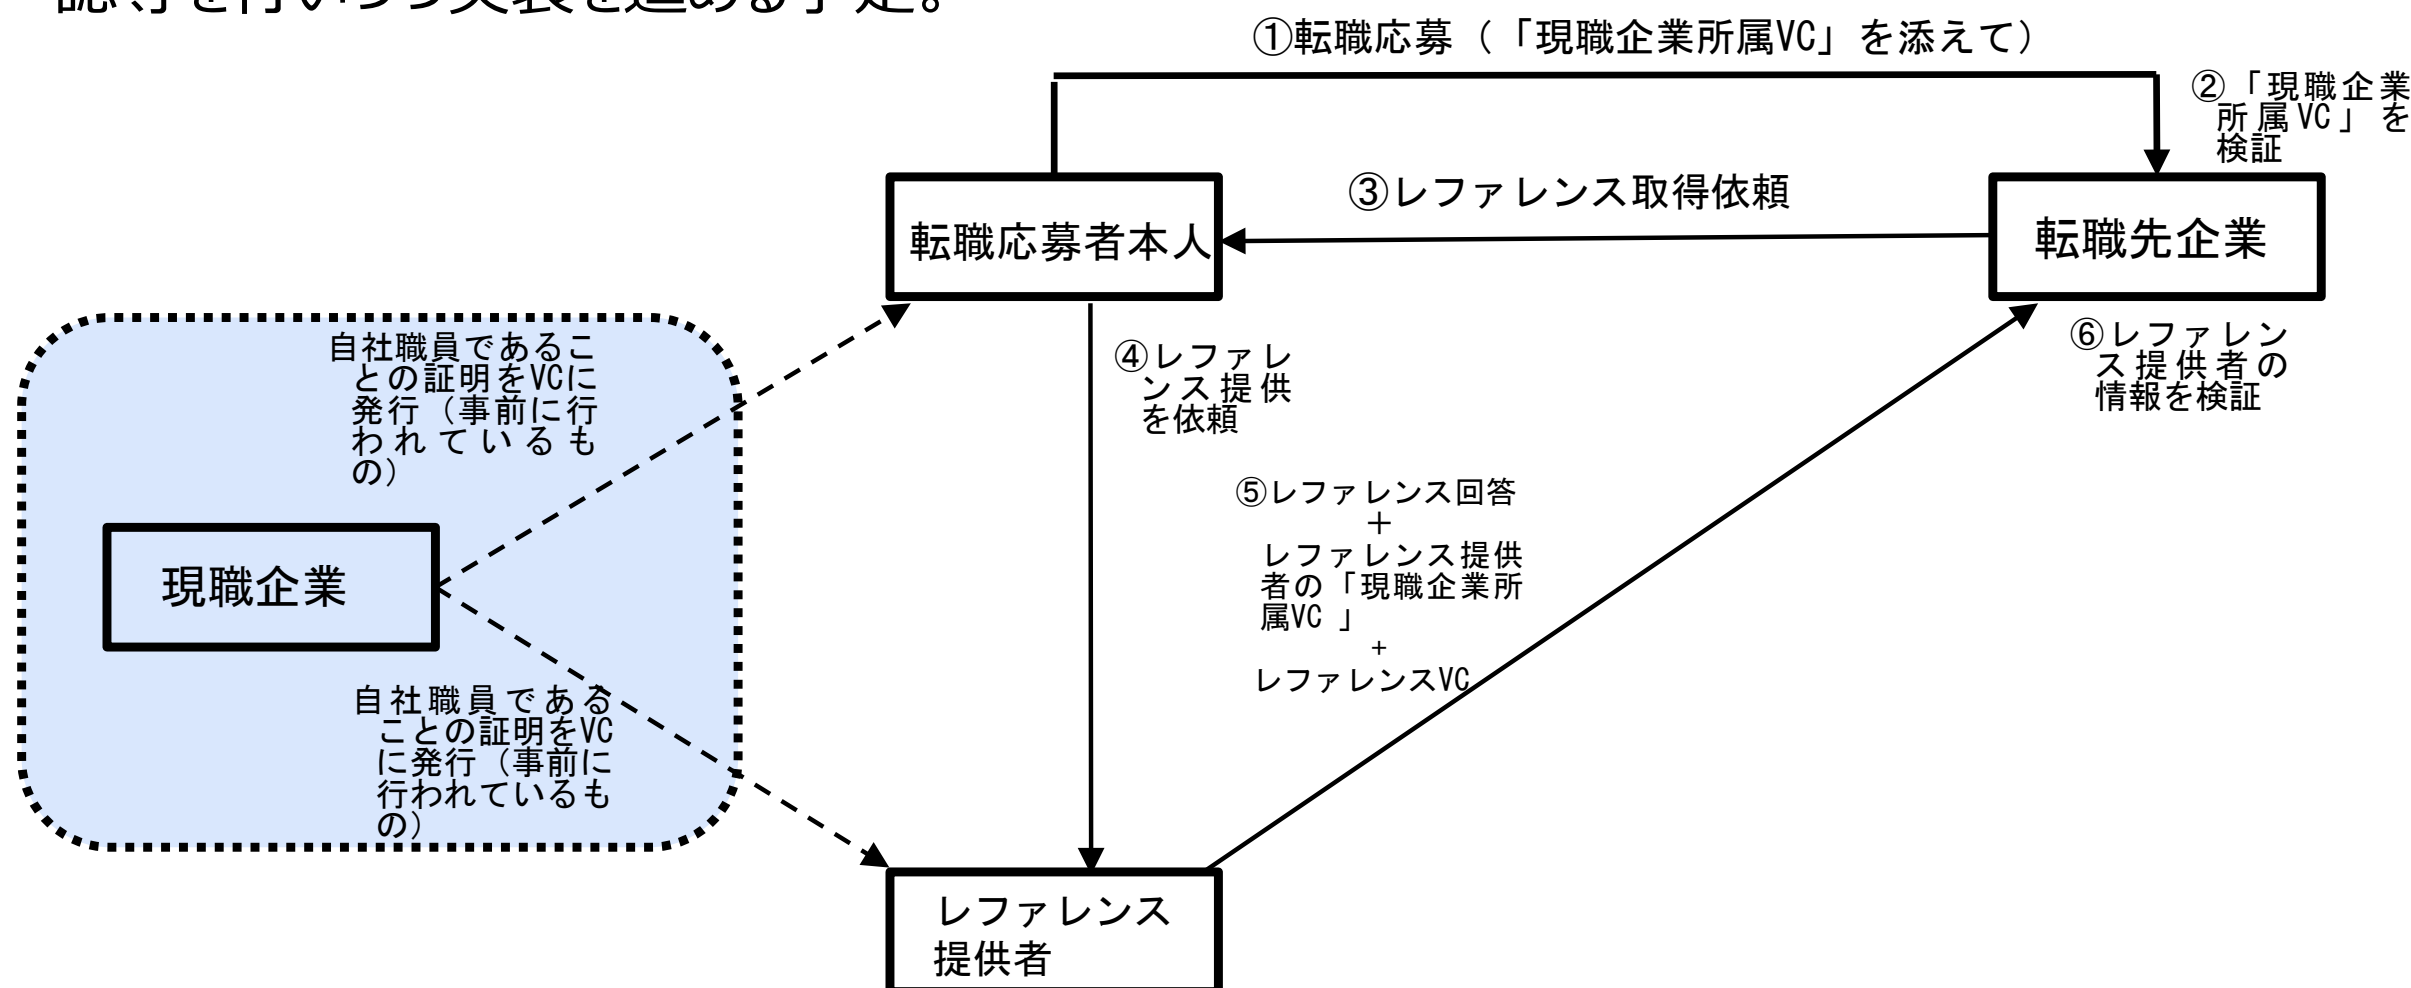 ①転職応募（「現職企業所属VC」を添えて）
②「現職企業
所属VC」を
検証
③レファレンス取得依頼
転職応募者本人
転職先企業
自社職員であるこ
との証明をVCに
発行（事前に行
われているも
の）
④レファレ
ンス提供
を依頼
⑥レファレン
ス提供者の
情報を検証
⑤レファレンス回答
＋
レファレンス提供
者の「現職企業所
属VC 」
+
レファレンスVC
現職企業
自社職員である
ことの証明をVC
に発行（事前に
行われているも
の）
レファレンス
提供者